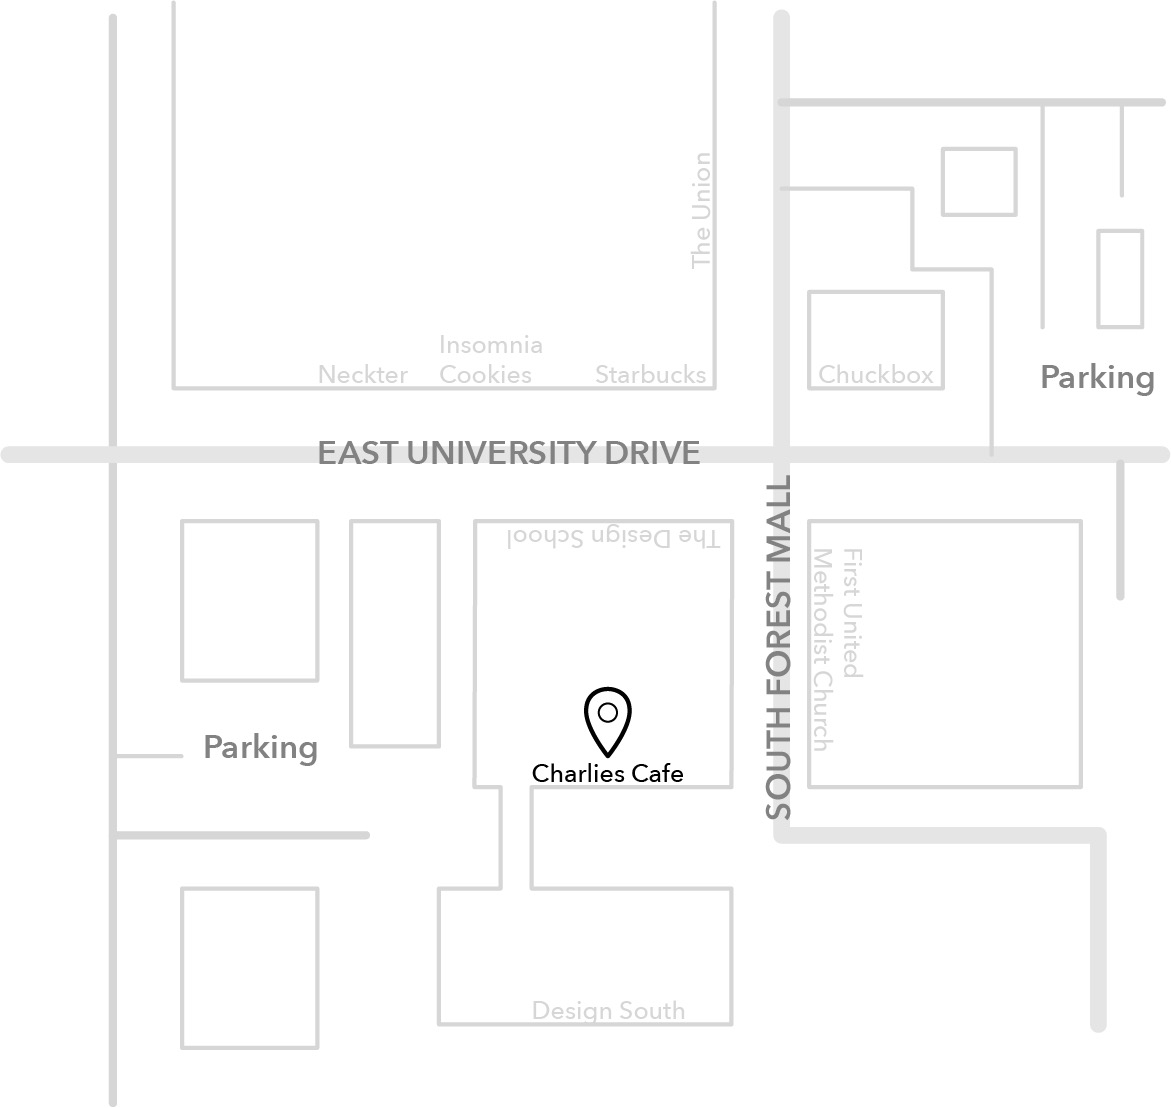 The Union
Insomnia
Neckter
Cookies
Starbucks
Chuckbox
Parking
EAST UNIVERSITY DRIVE
The Design School
SOUTH FOREST MALL
First United
Methodist Church
Parking
Charlies Cafe
Design South